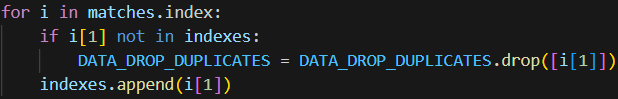 for i in matches.index:
    if i[1] not in indexes:
        DATA_DROP_DUPLICATES = DATA_DROP_DUPLICATES.drop([i[1]])
    indexes.append(i[1])